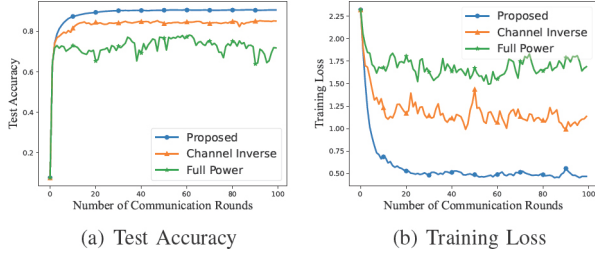 Test Accuracy
0.8
0.6
0.4
0.2
0
20
40
60
80
100
Number of Communication Rounds
Proposed
Channel Inverse
Full Power
(a) Test Accuracy
Training Loss
2.25
2.00
1.75
1.50
1.25
1.00
0.75
0.50
0
20
40
60
80
100
Number of Communication Rounds
Proposed
Channel Inverse
Full Power
(b) Training Loss